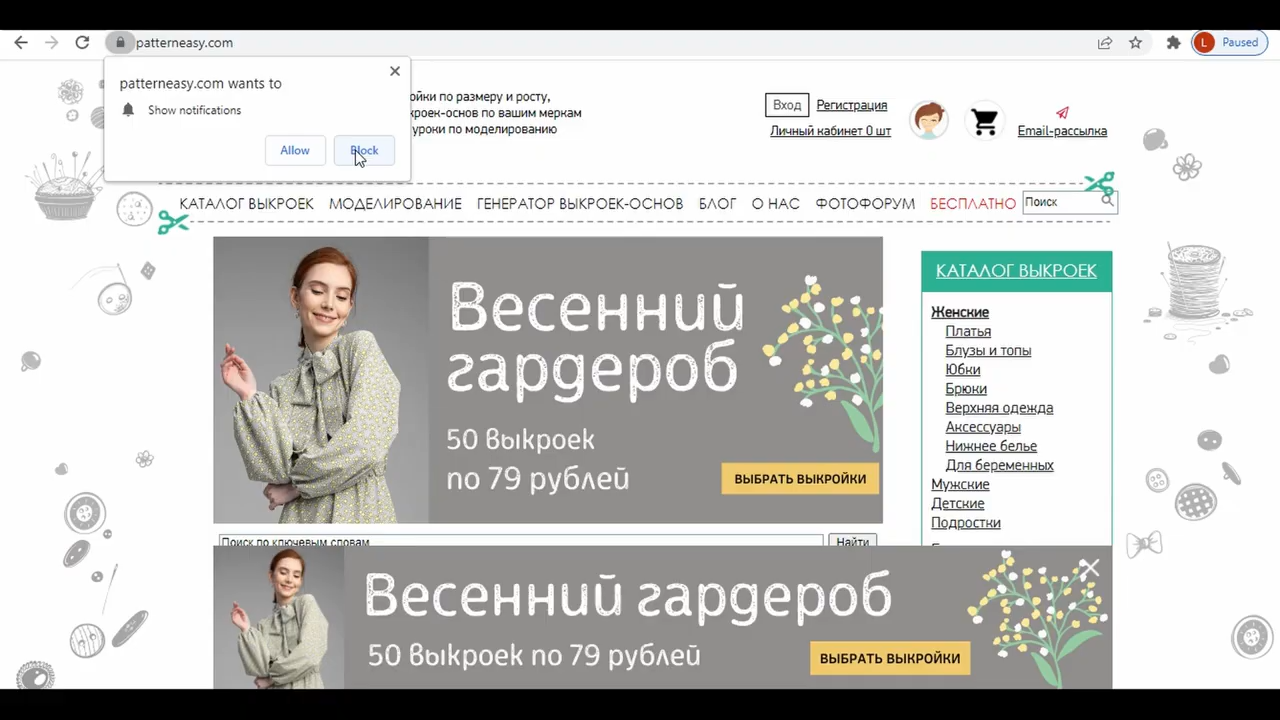 patterneasy.com
L Paused
patterneasy.com wants to
Show notifications
Allow
Block
ойки по размеру и росту,
кроек-основ по вашим меркам
уроки по моделированию
Вход
Регистрация
Личный кабинет 0 шт
Email-рассылка
КАТАЛОГ ВЫКРОЕК
МОДЕЛИРОВАНИЕ
ГЕНЕРАТОР ВЫКРОЕК-ОСНОВ
БЛОГ
О НАС
ФОТОФОРУМ
БЕСПЛАТНО
Поиск
Весенний
гардероб
50 выкроек
по 79 рублей
ВЫБРАТЬ ВЫКРОЙКИ
КАТАЛОГ ВЫКРОЕК
Женские
Платья
Блузы и топы
Юбки
Брюки
Верхняя одежда
Аксессуары
Нижнее белье
Для беременных
Мужские
Детские
Подростки
Поиск по ключевым словам
Найти
Весенний гардероб
50 выкроек по 79 рублей
ВЫБРАТЬ ВЫКРОЙКИ